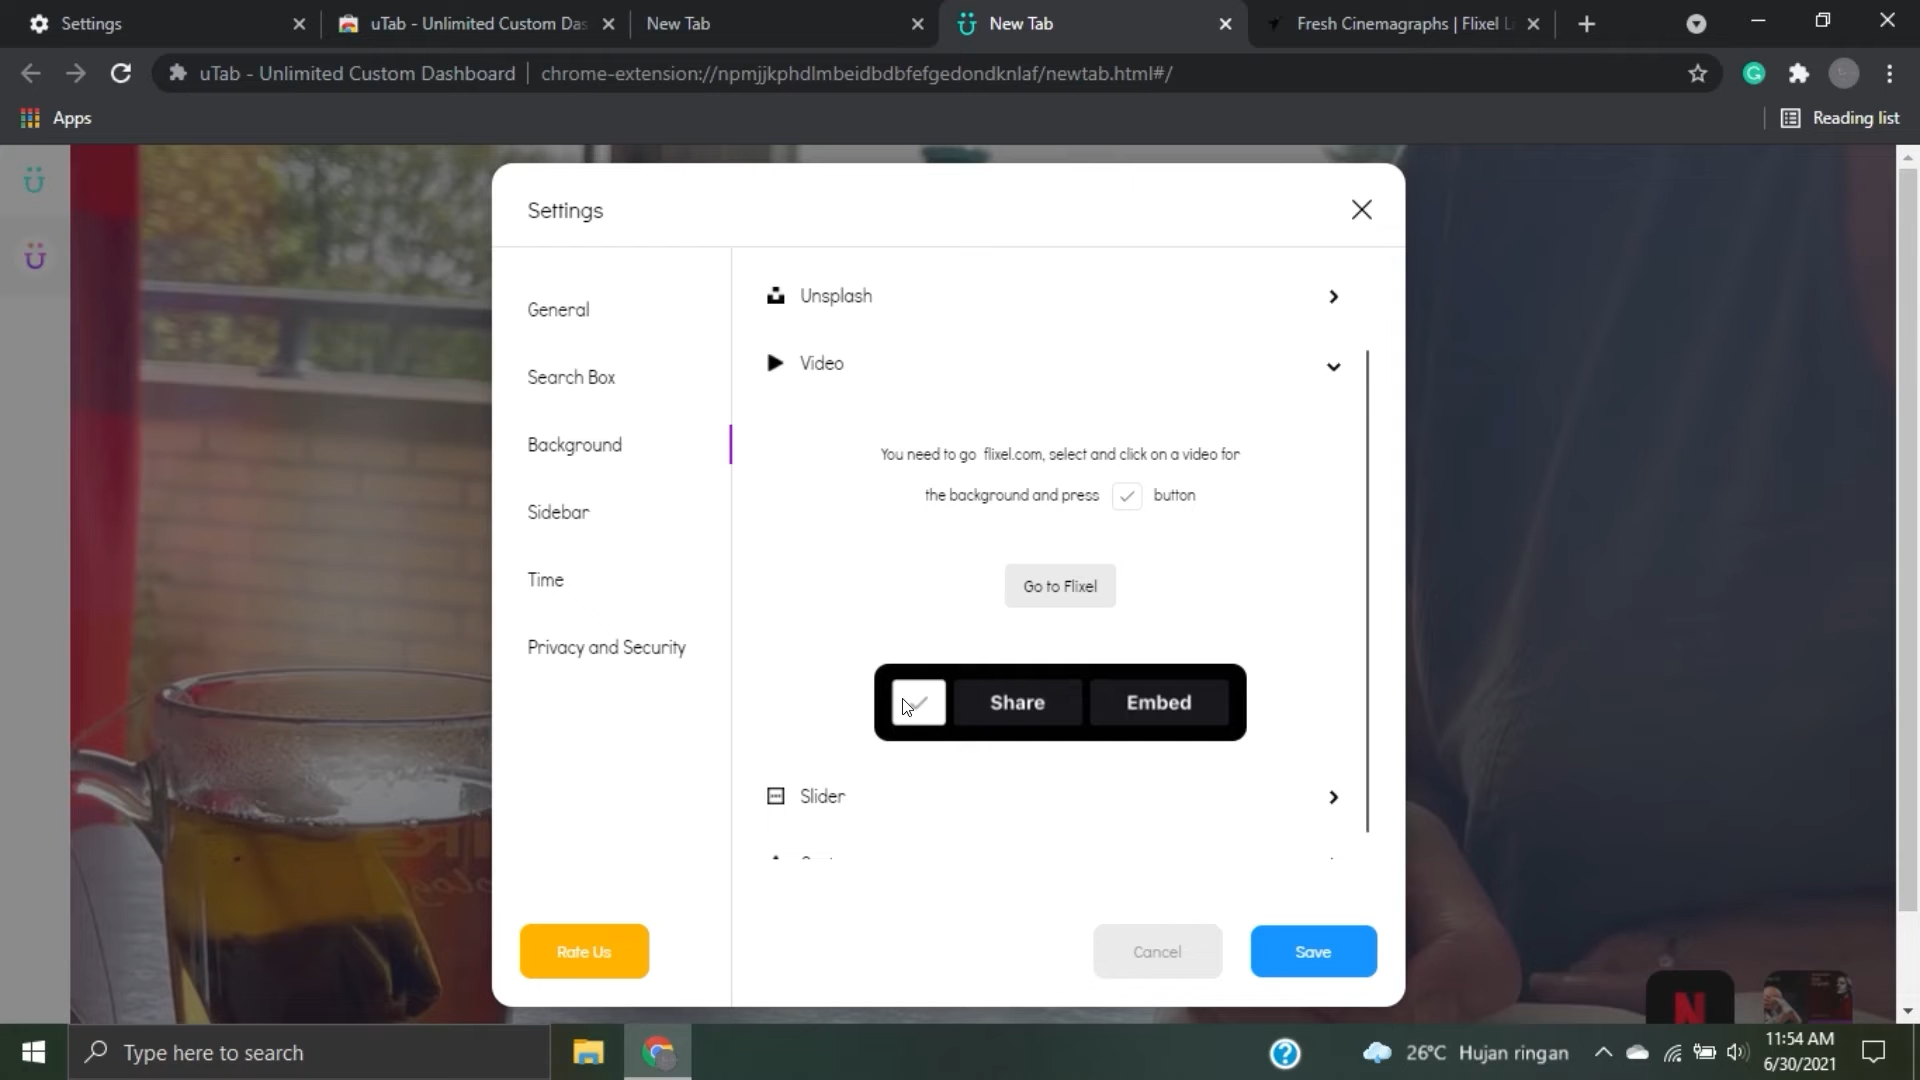 Settings
uTab - Unlimited Custom Das
New Tab
New Tab
Fresh Cinemagraphs | Flixel L
uTab - Unlimited Custom Dashboard
chrome-extension://npmjjkphdlmbeidbdbfefgedondknlaf/newtab.html#/
Apps
Reading list
Settings
General
Search Box
Background
Sidebar
Time
Privacy and Security
Unsplash
Video
You need to go flixel.com, select and click on a video for
the background and press button
Go to Flixel
Share
Embed
Slider
Rate Us
Cancel
Save
N
Type here to search
26°C Hujan ringan
11:54 AM
6/30/2021